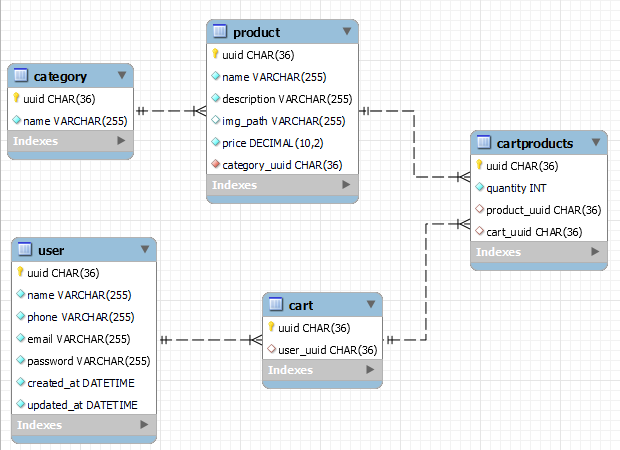 category
uuid CHAR(36)
name VARCHAR(255)
Indexes
product
uuid CHAR(36)
name VARCHAR(255)
description VARCHAR(255)
img_path VARCHAR(255)
price DECIMAL(10,2)
category_uuid CHAR(36)
Indexes
cartproducts
uuid CHAR(36)
quantity INT
product_uuid CHAR(36)
cart_uuid CHAR(36)
Indexes
user
uuid CHAR(36)
name VARCHAR(255)
phone VARCHAR(255)
email VARCHAR(255)
password VARCHAR(255)
created_at DATETIME
updated_at DATETIME
Indexes
cart
uuid CHAR(36)
user_uuid CHAR(36)
Indexes